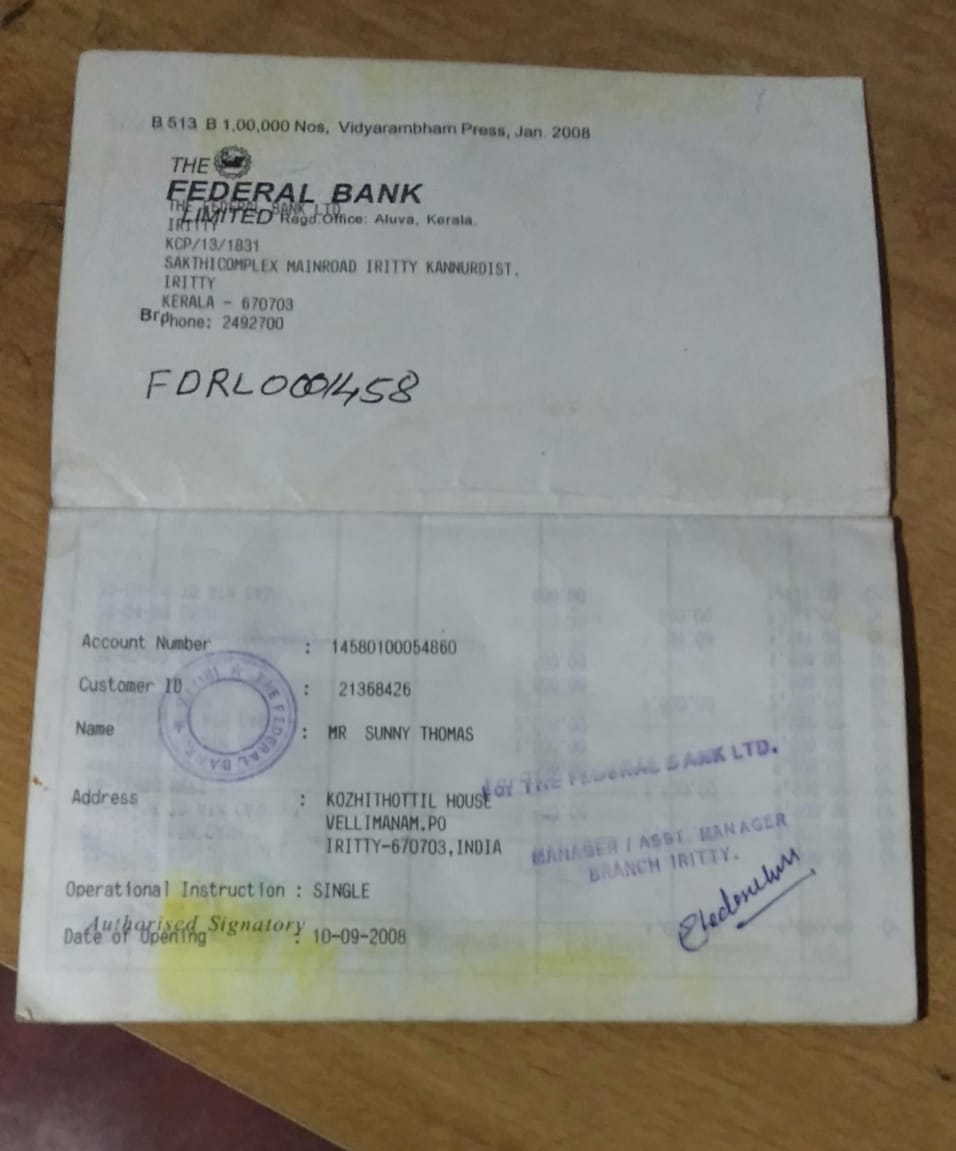 B 513 B 1,00,000 Nos, Vidyarambham Press, Jan. 2008
THE
FEDERAL BANK
THE FEDERAL BANK LTD
LIMITED Regd.Office: Aluva, Kerala.
IRITTY
KCP/13/1831
SAKTHICOMPLEX MAINROAD IRITTY KANNURDIST,
IRITTY
KERALA - 670703
Phone: 2492700
FDRL0001458
Account Number : 14580100054860
Customer ID : 21368426
THE FEDERAL BANK
Name : MR SUNNY THOMAS
For THE FEDERAL BANK LTD.
Address : KOZHITHOTTIL HOUSE
VELLIMANAM.PO
IRITTY-670703,INDIA
MANAGER / ASST. MANAGER
BRANCH IRITTY.
Operational Instruction : SINGLE
Authorised Signatory
Date of Opening : 10-09-2008